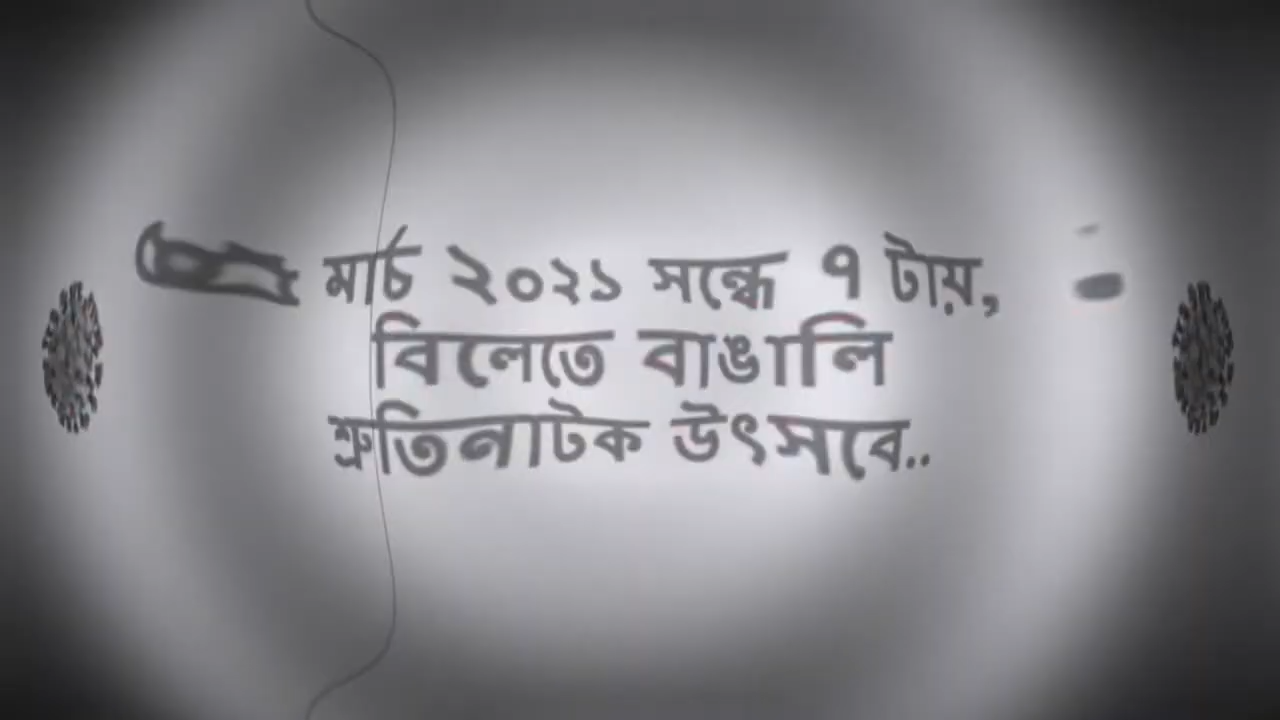 মার্চ ২০২১ সন্ধে ৭ টায়,
বিলেতে বাঙালি
শ্রুতিনাটক উৎসবে..